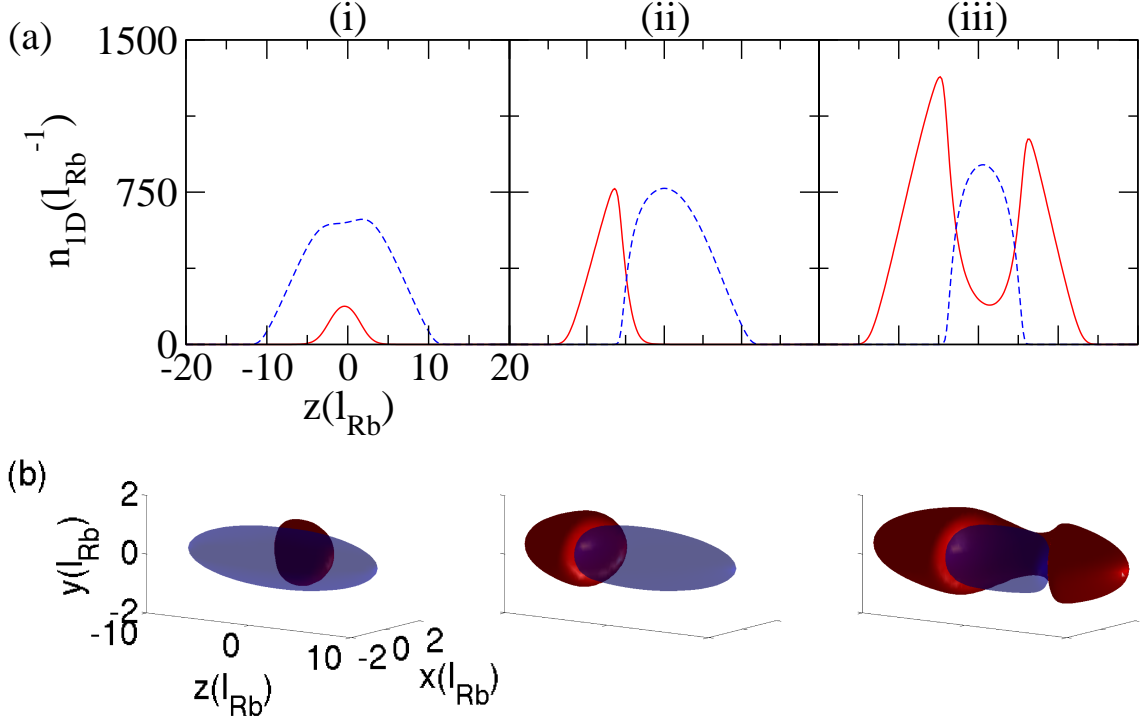 (i) (ii) (iii)
(a)
1500
750
0
n1D(lRb-1)
-20 -10 0 10 20
z(lRb)
(b)
2
0
-2
y(lRb)
-10 0 10
z(lRb)
-2 0 2
x(lRb)